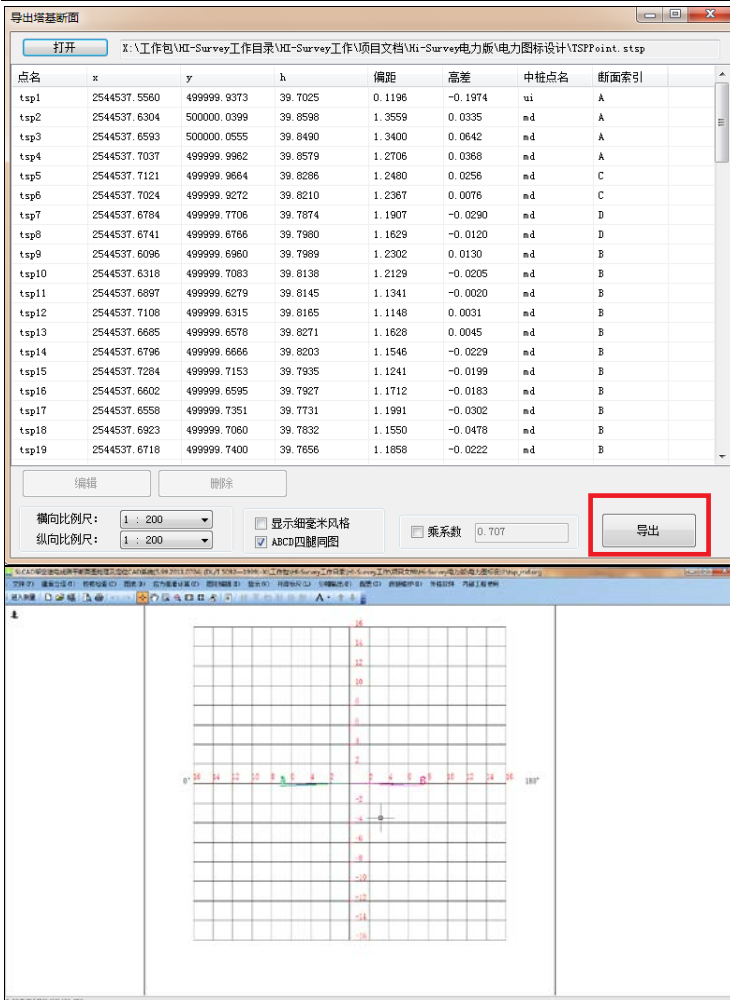 导出塔基断面
打开 X:\工作包\HI-Survey工作目录\HI-Survey工作\项目文档\Hi-Survey电力版\电力图标设计\TSPPoint.stsp
点名 x y h 偏距 高差 中桩点名 断面索引
tsp1 2544537.5560 499999.9373 39.7025 0.1196 -0.1974 ui A
tsp2 2544537.6304 500000.0399 39.8598 1.3559 0.0335 md A
tsp3 2544537.6593 500000.0555 39.8490 1.3400 0.0642 md A
tsp4 2544537.7037 499999.9962 39.8579 1.2706 0.0368 md A
tsp5 2544537.7121 499999.9664 39.8286 1.2480 0.0256 md C
tsp6 2544537.7024 499999.9272 39.8210 1.2367 0.0076 md C
tsp7 2544537.6784 499999.7706 39.7874 1.1907 -0.0290 md D
tsp8 2544537.6741 499999.6766 39.7980 1.1629 -0.0120 md D
tsp9 2544537.6096 499999.6960 39.7989 1.2302 0.0130 md B
tsp10 2544537.6318 499999.7083 39.8138 1.2129 -0.0205 md B
tsp11 2544537.6897 499999.6279 39.8145 1.1341 -0.0020 md B
tsp12 2544537.7108 499999.6315 39.8165 1.1148 0.0031 md B
tsp13 2544537.6685 499999.6578 39.8271 1.1628 0.0045 md B
tsp14 2544537.6796 499999.6666 39.8203 1.1546 -0.0229 md B
tsp15 2544537.7284 499999.7153 39.7935 1.1241 -0.0199 md B
tsp16 2544537.6602 499999.6595 39.7927 1.1712 -0.0183 md B
tsp17 2544537.6558 499999.7351 39.7731 1.1991 -0.0302 md B
tsp18 2544537.6923 499999.7060 39.7832 1.1550 -0.0478 md B
tsp19 2544537.6718 499999.7400 39.7656 1.1858 -0.0222 md B
编辑 删除
横向比例尺: 1 : 200 显示细毫米风格
纵向比例尺: 1 : 200 ABCD四腿同图
乘系数 0.707 导出
16
14
12
10
8
6
4
2
0° 16 14 12 10 8 A 6 4 2 2 4 6 B 8 10 12 14 16 180°
-2
-4
-6
-8
-10
-12
-14
-16